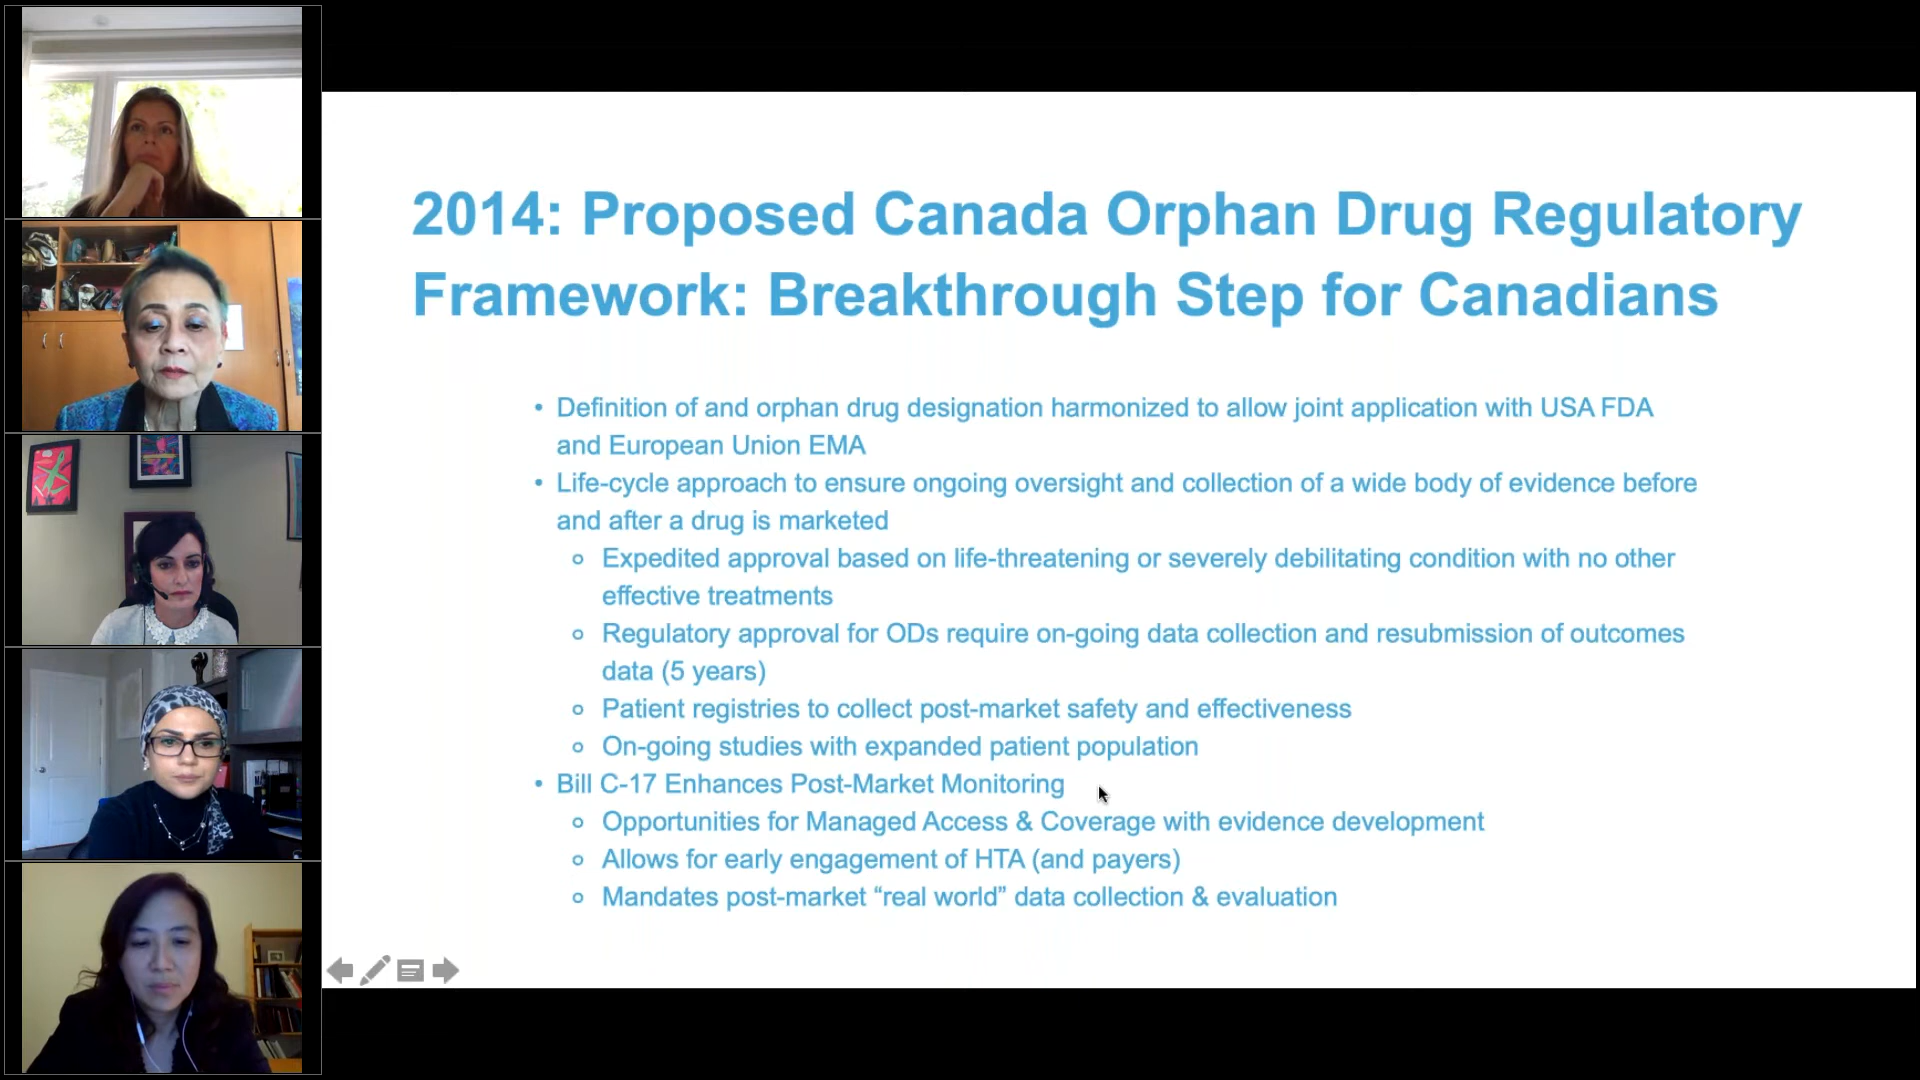 2014: Proposed Canada Orphan Drug Regulatory
Framework: Breakthrough Step for Canadians
• Definition of and orphan drug designation harmonized to allow joint application with USA FDA
and European Union EMA
• Life-cycle approach to ensure ongoing oversight and collection of a wide body of evidence before
and after a drug is marketed
o Expedited approval based on life-threatening or severely debilitating condition with no other
effective treatments
o Regulatory approval for ODs require on-going data collection and resubmission of outcomes
data (5 years)
o Patient registries to collect post-market safety and effectiveness
o On-going studies with expanded patient population
• Bill C-17 Enhances Post-Market Monitoring
o Opportunities for Managed Access & Coverage with evidence development
o Allows for early engagement of HTA (and payers)
o Mandates post-market “real world” data collection & evaluation